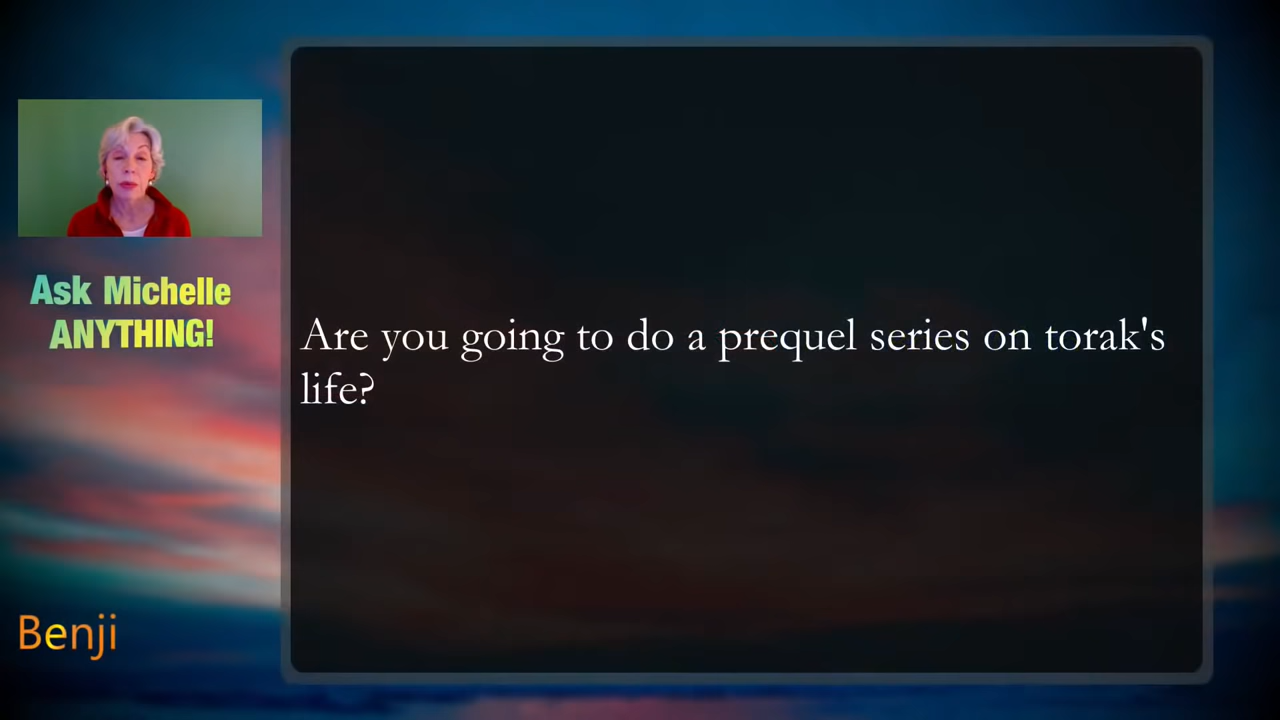 Ask Michelle
ANYTHING!
Are you going to do a prequel series on torak's
life?
Benji